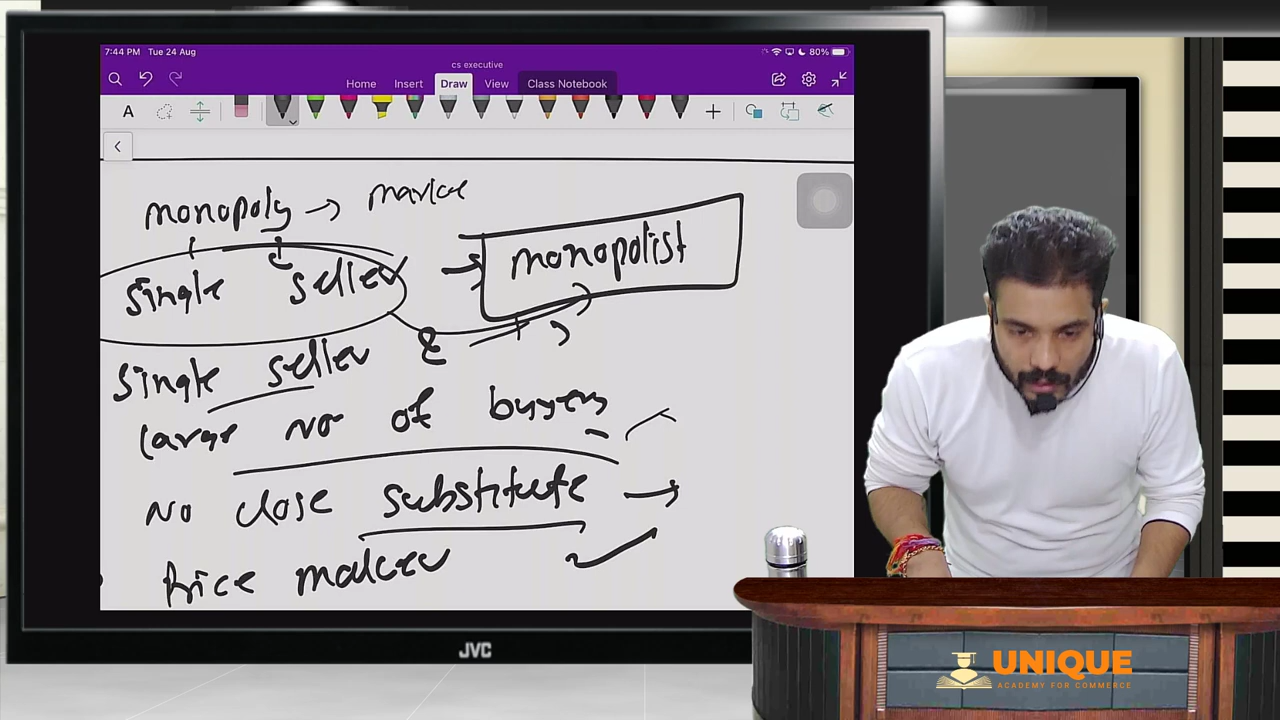 7:44 PM Tue 24 Aug
80%
cs executive
Home Insert Draw View Class Notebook
A
monopoly → market
single seller → monopolist
single seller &
large no of buyers
No close substitute →
Price maker
JVC
UNIQUE
ACADEMY FOR COMMERCE